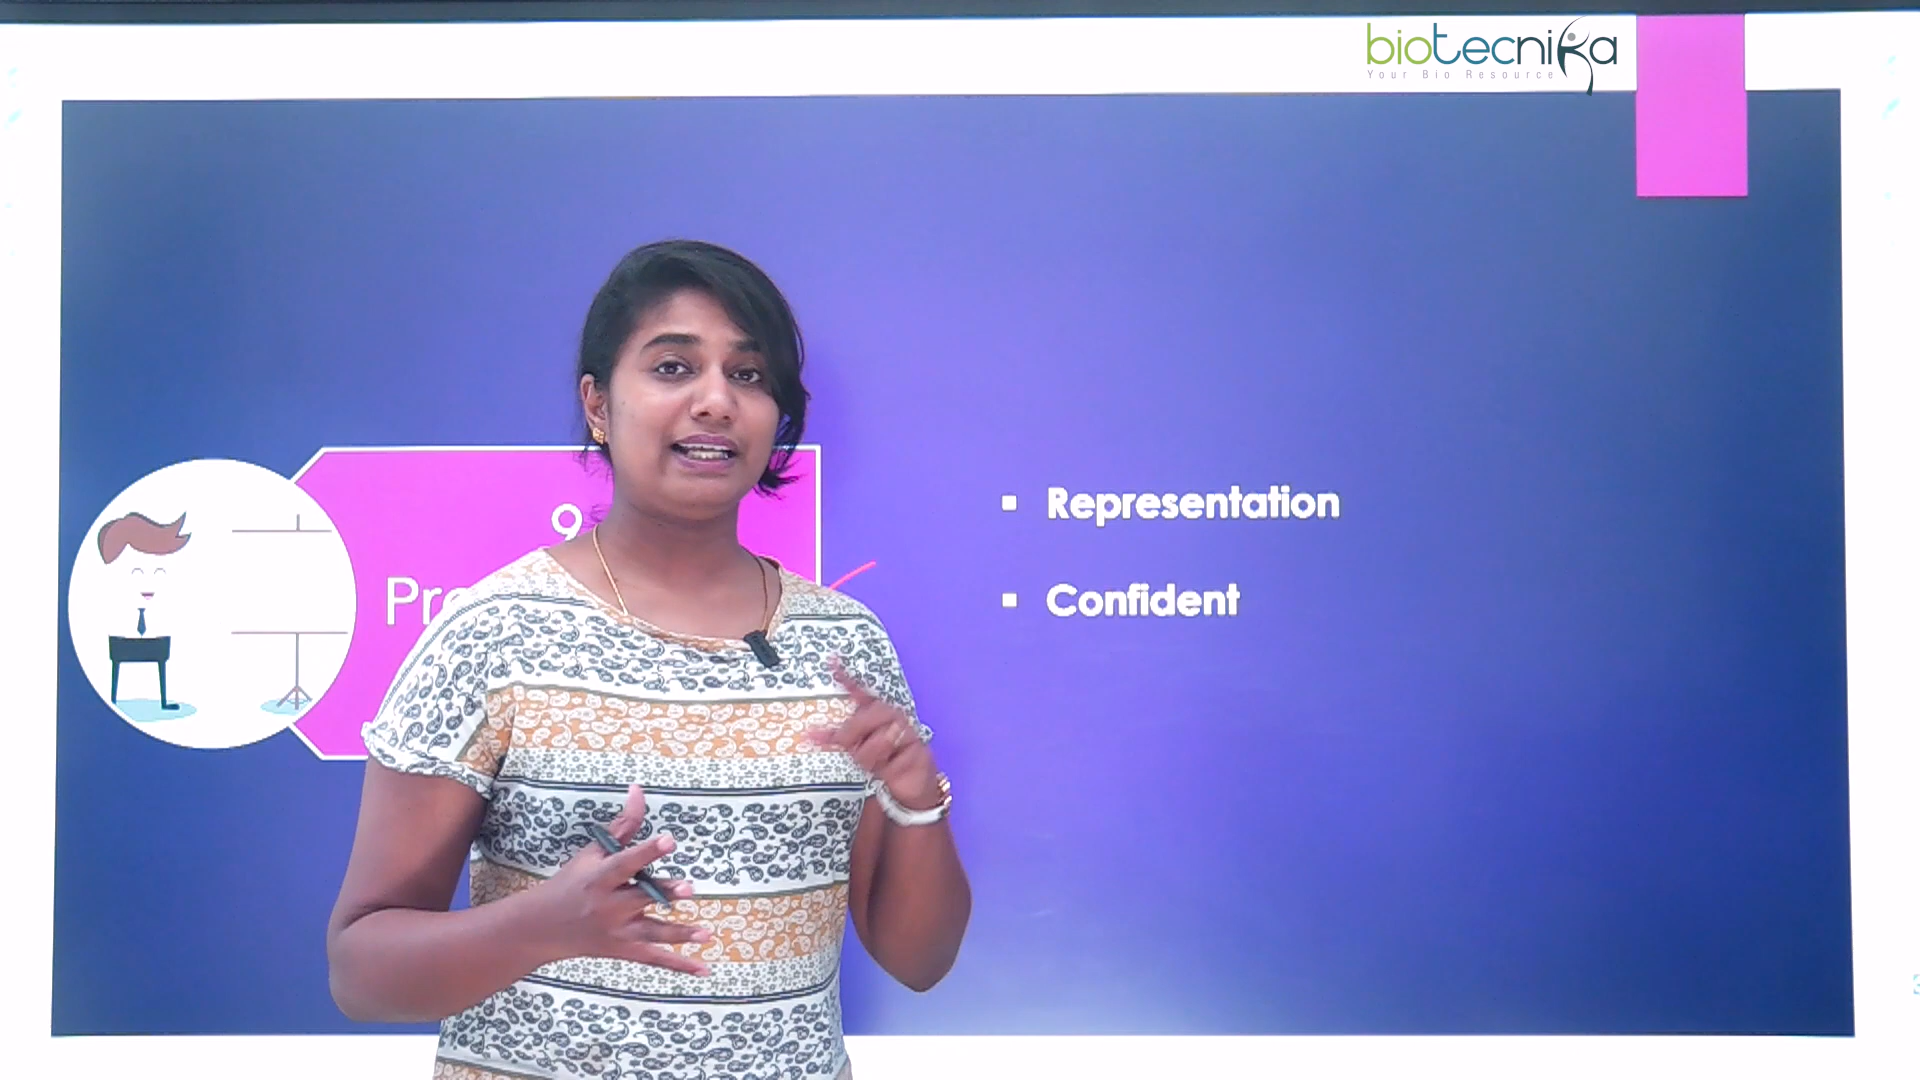 biotecnika
Your Bio Resource
9
Representation
Confident